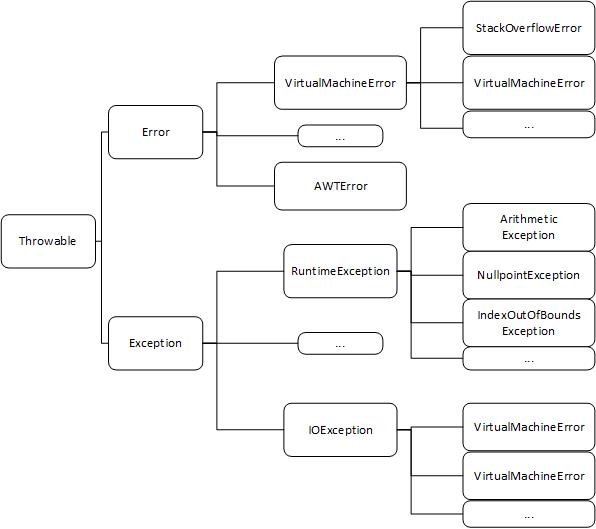 StackOverflowError
VirtualMachineError
VirtualMachineError
...
Error
...
AWTError
Throwable
Arithmetic
Exception
RuntimeException
NullpointException
IndexOutOfBounds
Exception
Exception
...
...
IOException
VirtualMachineError
VirtualMachineError
...